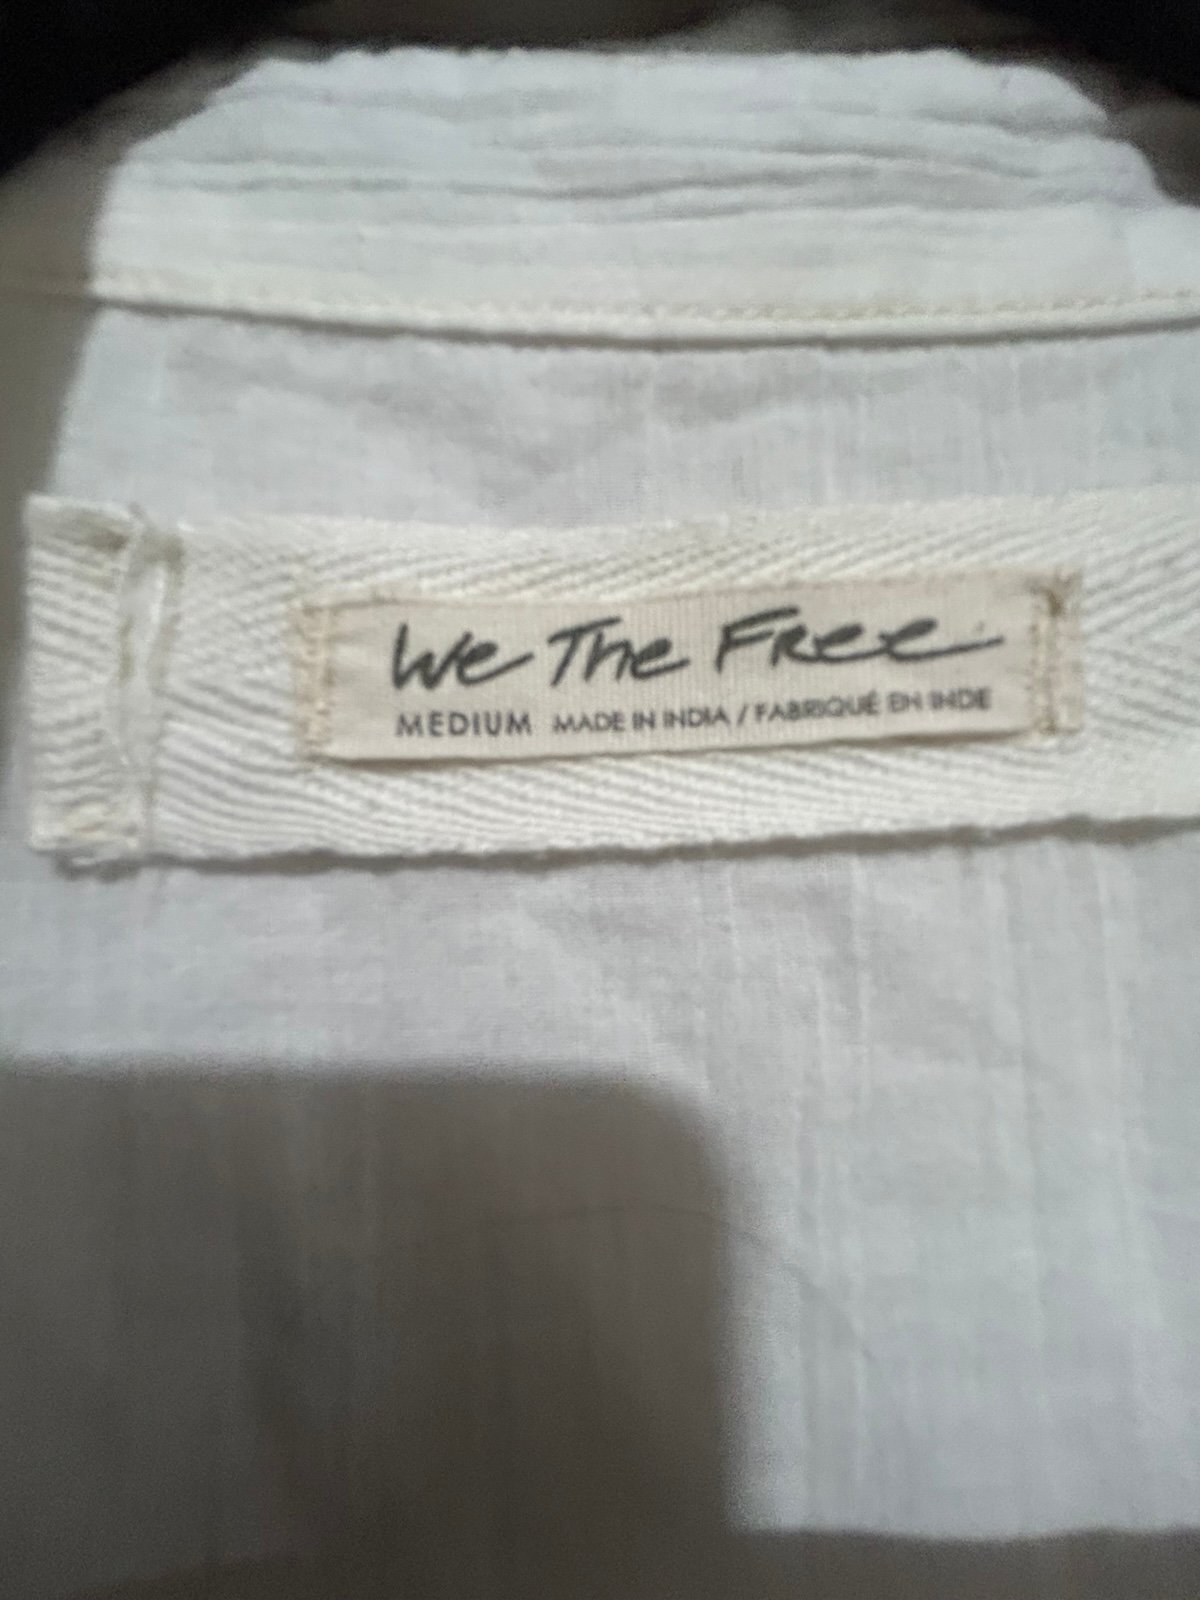 We The Free
MEDIUM MADE IN INDIA / FABRIQUÉ EN INDE